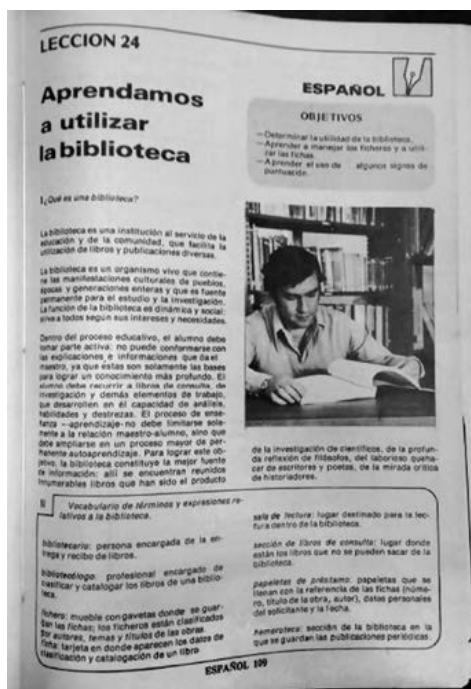 LECCION 24
Aprendamos
a utilizar
la biblioteca
ESPAÑOL
OBJETIVOS
—Determinar la utilidad de la biblioteca.
—Aprender a manejar los ficheros y a utili-
zar las fichas.
—Aprender el uso de algunos signos de
puntuación.
I ¿Qué es una biblioteca?
La biblioteca es una institución al servicio de la
educación y de la comunidad, que facilita la
utilización de libros y publicaciones diversas.
La biblioteca es un organismo vivo que contie-
ne las manifestaciones culturales de pueblos,
épocas y generaciones enteras y que es fuente
permanente para el estudio y la investigación.
La función de la biblioteca es dinámica y social:
sirve a todos según sus intereses y necesidades.
Dentro del proceso educativo, el alumno debe
tomar parte activa: no puede conformarse con
las explicaciones e informaciones que da el
maestro, ya que éstas son solamente las bases
para lograr un conocimiento más profundo. El
alumno debe recurrir a libros de consulta, de
investigación y demás elementos de trabajo,
que desarrollen en él capacidad de análisis,
habilidades y destrezas. El proceso de ense-
ñanza —aprendizaje- no debe limitarse sola-
mente a la relación maestro-alumno, sino que
debe ampliarse en un proceso mayor de per-
manente autoaprendizaje. Para lograr este ob-
jetivo, la biblioteca constituye la mejor fuente
de información: allí se encuentran reunidos
innumerables libros que han sido el producto
de la investigación de científicos, de la profun-
da reflexión de filósofos, del laborioso queha-
cer de escritores y poetas, de la mirada crítica
de historiadores.
II Vocabulario de términos y expresiones re-
lativos a la biblioteca.
bibliotecario: persona encargada de la en-
trega y recibo de libros.
bibliotecólogo: profesional encargado de
clasificar y catalogar los libros de una biblio-
teca.
fichero: mueble con gavetas donde se guar-
dan las fichas; los ficheros están clasificados
por autores, temas y títulos de las obras.
ficha: tarjeta en donde aparecen los datos de
clasificación y catalogación de un libro.
sala de lectura: lugar destinado para la lec-
tura dentro de la biblioteca.
sección de libros de consulta: lugar donde
están los libros que no se pueden sacar de la
biblioteca.
papeletas de préstamo: papeletas que se
llenan con la referencia de las fichas (núme-
ro, título de la obra, autor), datos personales
del solicitante y la fecha.
hemeroteca: sección de la biblioteca en la
que se guardan las publicaciones periódicas.
ESPAÑOL 109